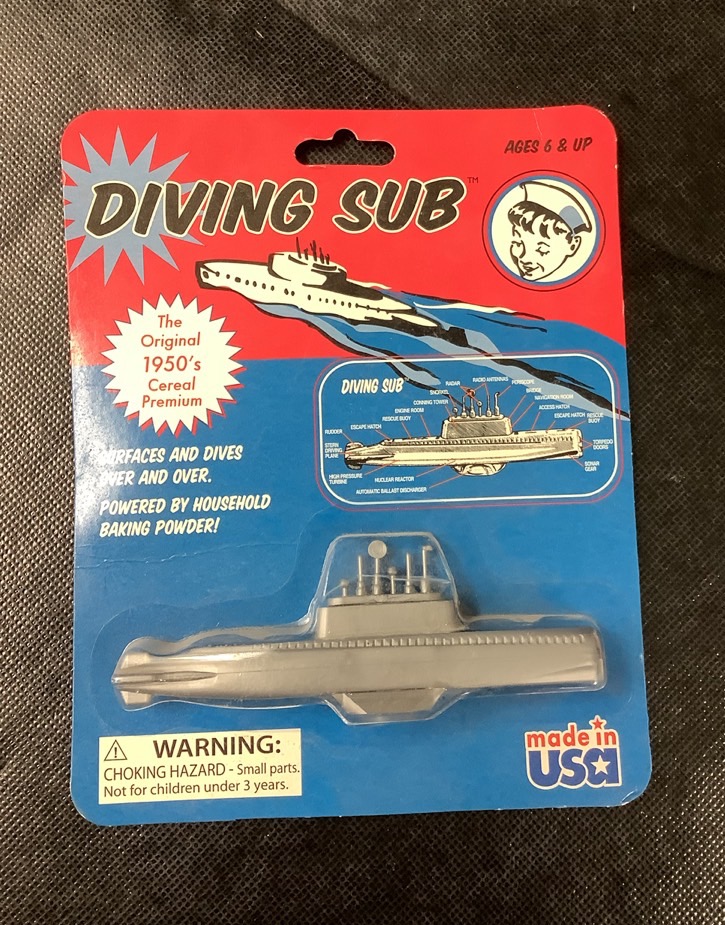 AGES 6 & UP
DIVING SUB™
The
Original
1950's
Cereal
Premium
SURFACES AND DIVES
OVER AND OVER.
POWERED BY HOUSEHOLD
BAKING POWDER!
DIVING SUB
RADAR
RADIO ANTENNAS
PERISCOPE
SNORKEL
BRIDGE
CONNING TOWER
NAVIGATION ROOM
ENGINE ROOM
ACCESS HATCH
RESCUE BUOY
ESCAPE HATCH
RESCUE
BUOY
ESCAPE HATCH
RUDDER
STERN
DRIVING
PLANE
TORPEDO
DOORS
SONAR
GEAR
HIGH PRESSURE
TURBINE
NUCLEAR REACTOR
AUTOMATIC BALLAST DISCHARGER
WARNING:
CHOKING HAZARD - Small parts.
Not for children under 3 years.
made in
USA